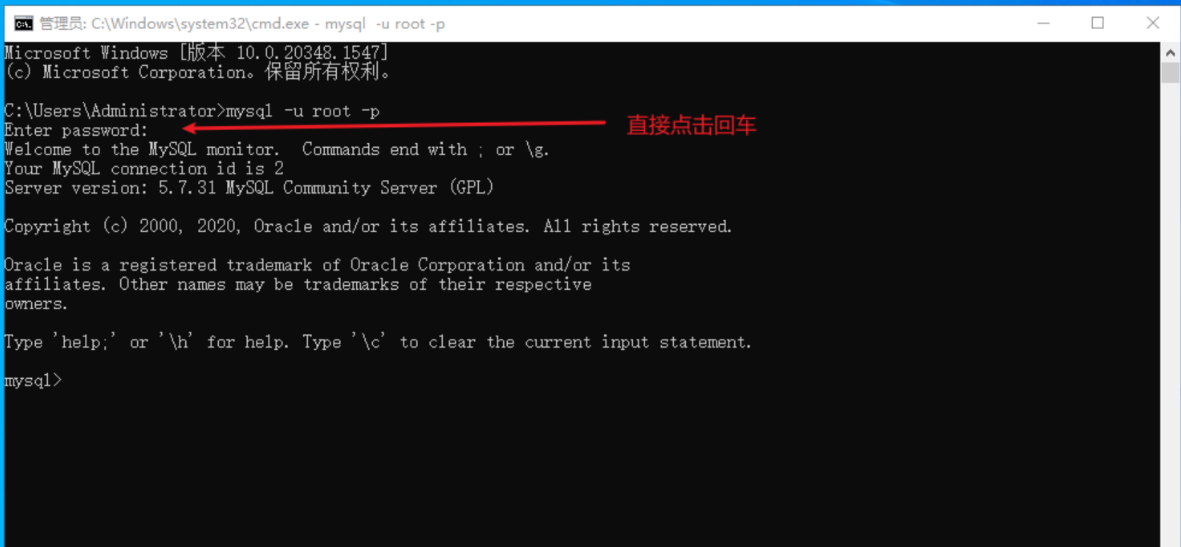 管理员: C:\Windows\system32\cmd.exe - mysql  -u root -p
Microsoft Windows [版本 10.0.20348.1547]
(c) Microsoft Corporation。保留所有权利。
C:\Users\Administrator>mysql -u root -p
Enter password:
直接点击回车
Welcome to the MySQL monitor.  Commands end with ; or \g.
Your MySQL connection id is 2
Server version: 5.7.31 MySQL Community Server (GPL)
Copyright (c) 2000, 2020, Oracle and/or its affiliates. All rights reserved.
Oracle is a registered trademark of Oracle Corporation and/or its
affiliates. Other names may be trademarks of their respective
owners.
Type 'help;' or '\h' for help. Type '\c' to clear the current input statement.
mysql>